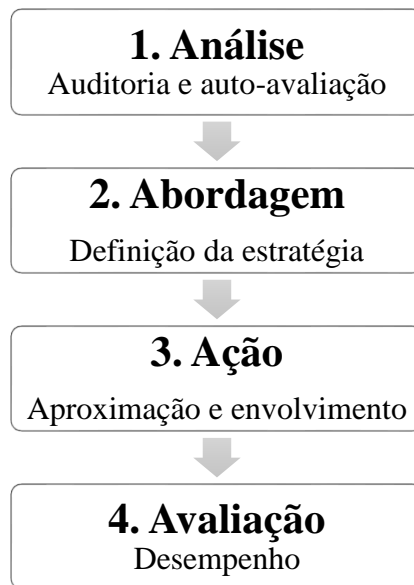 1. Análise
Auditoria e auto-avaliação
2. Abordagem
Definição da estratégia
3. Ação
Aproximação e envolvimento
4. Avaliação
Desempenho